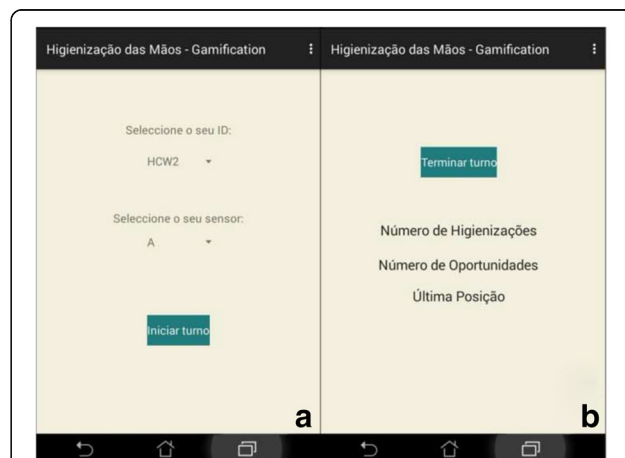 Higienização das Mãos - Gamification
Seleccione o seu ID:
HCW2
Seleccione o seu sensor:
A
Iniciar turno
a
Higienização das Mãos - Gamification
Terminar turno
Número de Higienizações
Número de Oportunidades
Última Posição
b